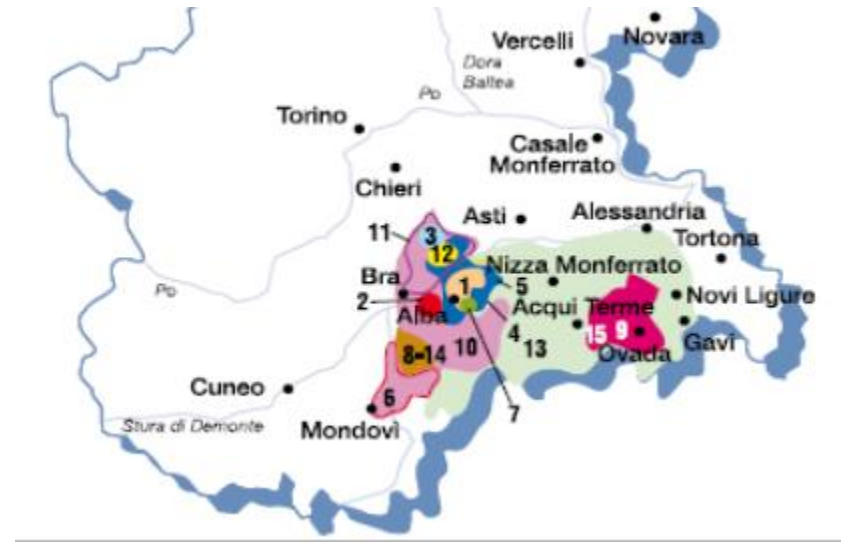 Novara
Vercelli
Dora
Baltea
Po
Torino
Casale
Monferrato
Chieri
Asti
Alessandria
11
3
12
Tortona
Nizza Monferrato
Bra
1
5
Po
2
Novi Ligure
Acqui Terme
Alba
4
15
9
Gavi
8-14
10
13
Ovada
Cuneo
6
7
Stura di Demonte
Mondovì